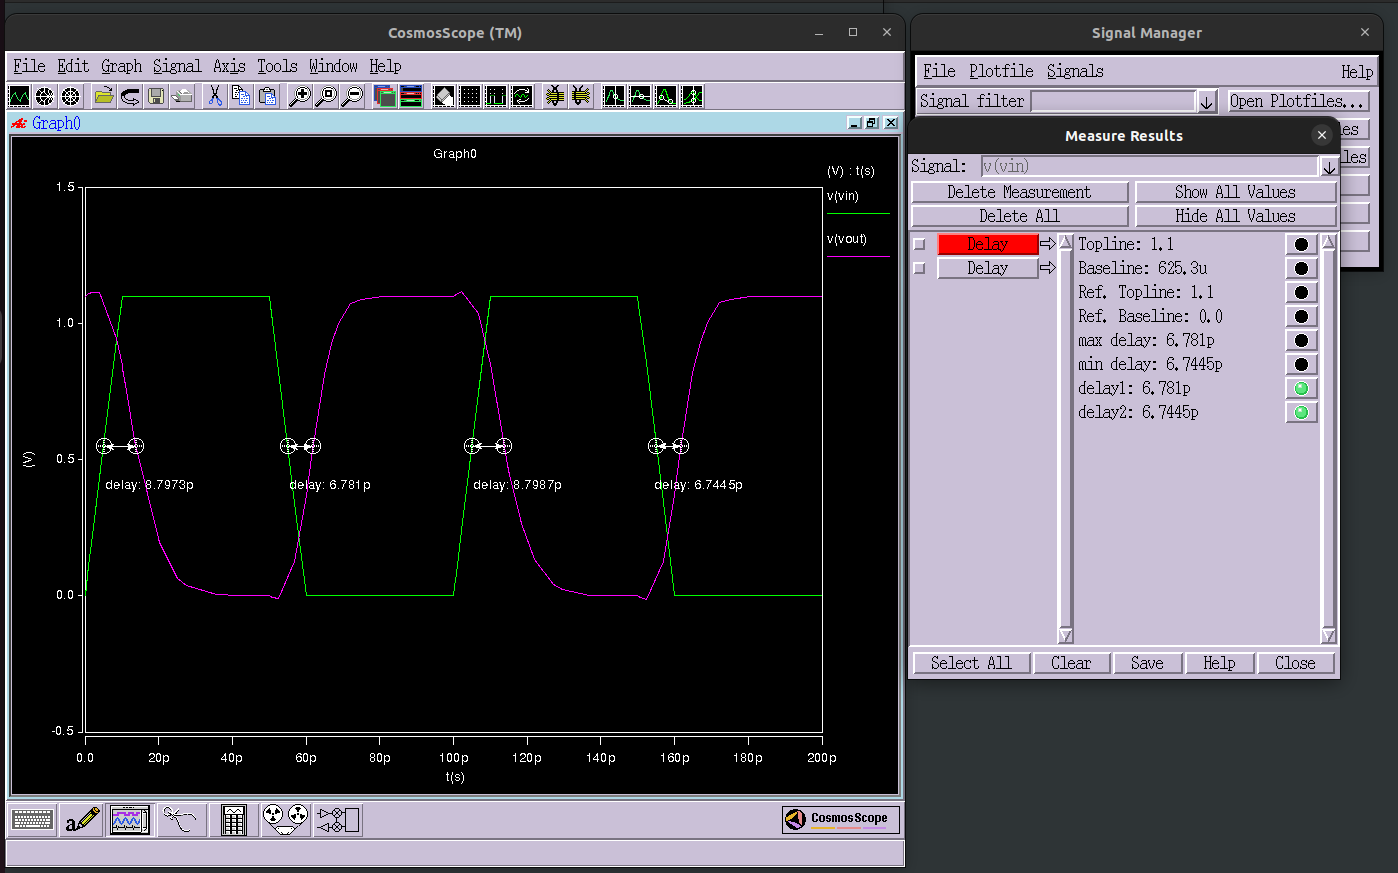 CosmosScope (TM)
File Edit Graph Signal Axis Tools Window Help
Graph0
Graph0
(V) : t(s)
v(vin)
v(vout)
1.5
1.0
0.5
0.0
-0.5
(V)
delay: 8.7973p
delay: 6.781p
delay: 8.7987p
delay: 6.7445p
0.0 20p 40p 60p 80p 100p 120p 140p 160p 180p 200p
t(s)
CosmosScope
Signal Manager
File Plotfile Signals Help
Signal filter Open Plotfiles...
les
les
Measure Results
Signal: v(vin)
Delete Measurement Show All Values
Delete All Hide All Values
Delay
Delay
Topline: 1.1
Baseline: 625.3u
Ref. Topline: 1.1
Ref. Baseline: 0.0
max delay: 6.781p
min delay: 6.7445p
delay1: 6.781p
delay2: 6.7445p
Select All Clear Save Help Close